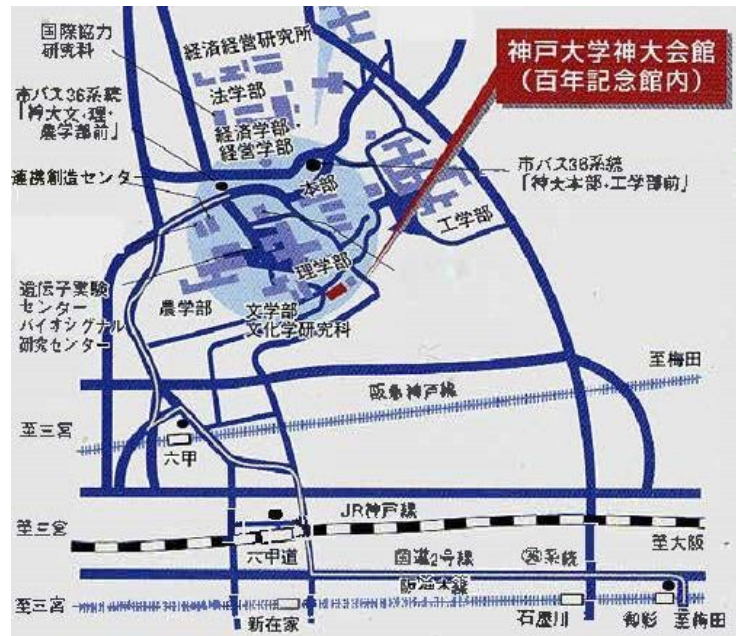 国際協力
研究科
経済経営研究所
神戸大学神大会館
（百年記念館内）
法学部
市バス36系統
「神大文・理・
農学部前」
経済学部・
経営学部
連携創造センタ
本部
市バス36系統
「神大本部・工学部前」
工学部
理学部
遺伝子実験
センター
バイオシグナル
研究センター
農学部
文学部
文化学研究科
至梅田
阪急神戸線
至三宮
六甲
JR神戸線
至三宮
六甲道
国道2号線
㊱系統
至大阪
阪神本線
至三宮
新在家
石屋川
御影
至梅田